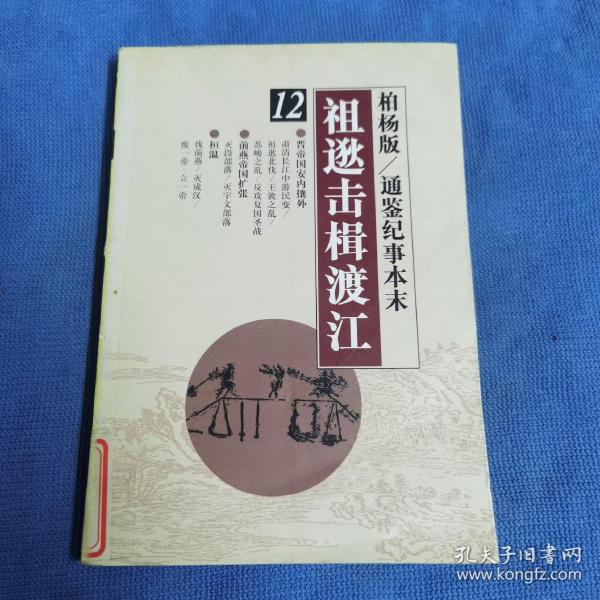 柏杨版/通鉴纪事本末
12
祖逖击楫渡江
●晋帝国安内攘外
肃清长江中游民变/
祖逖北伐/王敦之乱/
苏峻之乱/反攻复国圣战
●前燕帝国扩张
灭段部落/灭宇文部落
●桓温
伐前燕/灭成汉/
废一帝/立一帝
孔夫子旧书网
www.kongfz.com